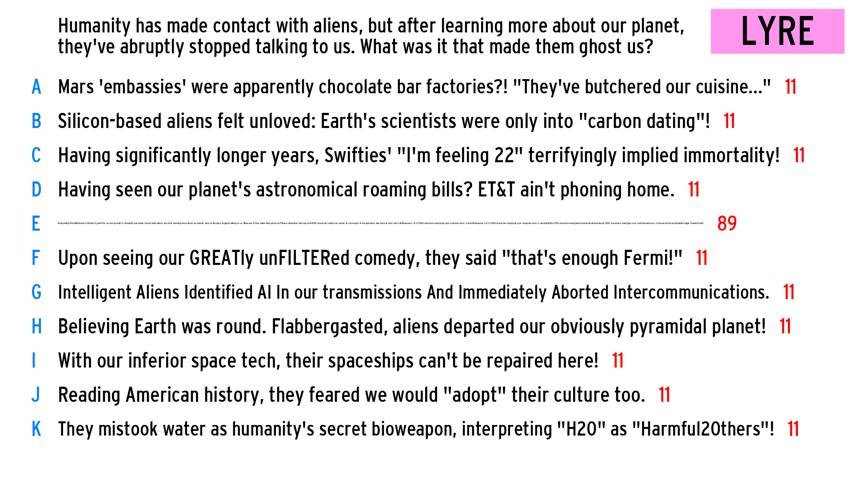 Humanity has made contact with aliens, but after learning more about our planet,
they've abruptly stopped talking to us. What was it that made them ghost us?
LYRE
A Mars 'embassies' were apparently chocolate bar factories?! "They've butchered our cuisine..." 11
B Silicon-based aliens felt unloved: Earth's scientists were only into "carbon dating"! 11
C Having significantly longer years, Swifties' "I'm feeling 22" terrifyingly implied immortality! 11
D Having seen our planet's astronomical roaming bills? ET&T ain't phoning home. 11
E 89
F Upon seeing our GREATly unFILTERed comedy, they said "that's enough Fermi!" 11
G Intelligent Aliens Identified AI In our transmissions And Immediately Aborted Intercommunications. 11
H Believing Earth was round. Flabbergasted, aliens departed our obviously pyramidal planet! 11
I With our inferior space tech, their spaceships can't be repaired here! 11
J Reading American history, they feared we would "adopt" their culture too. 11
K They mistook water as humanity's secret bioweapon, interpreting "H20" as "Harmful20thers"! 11